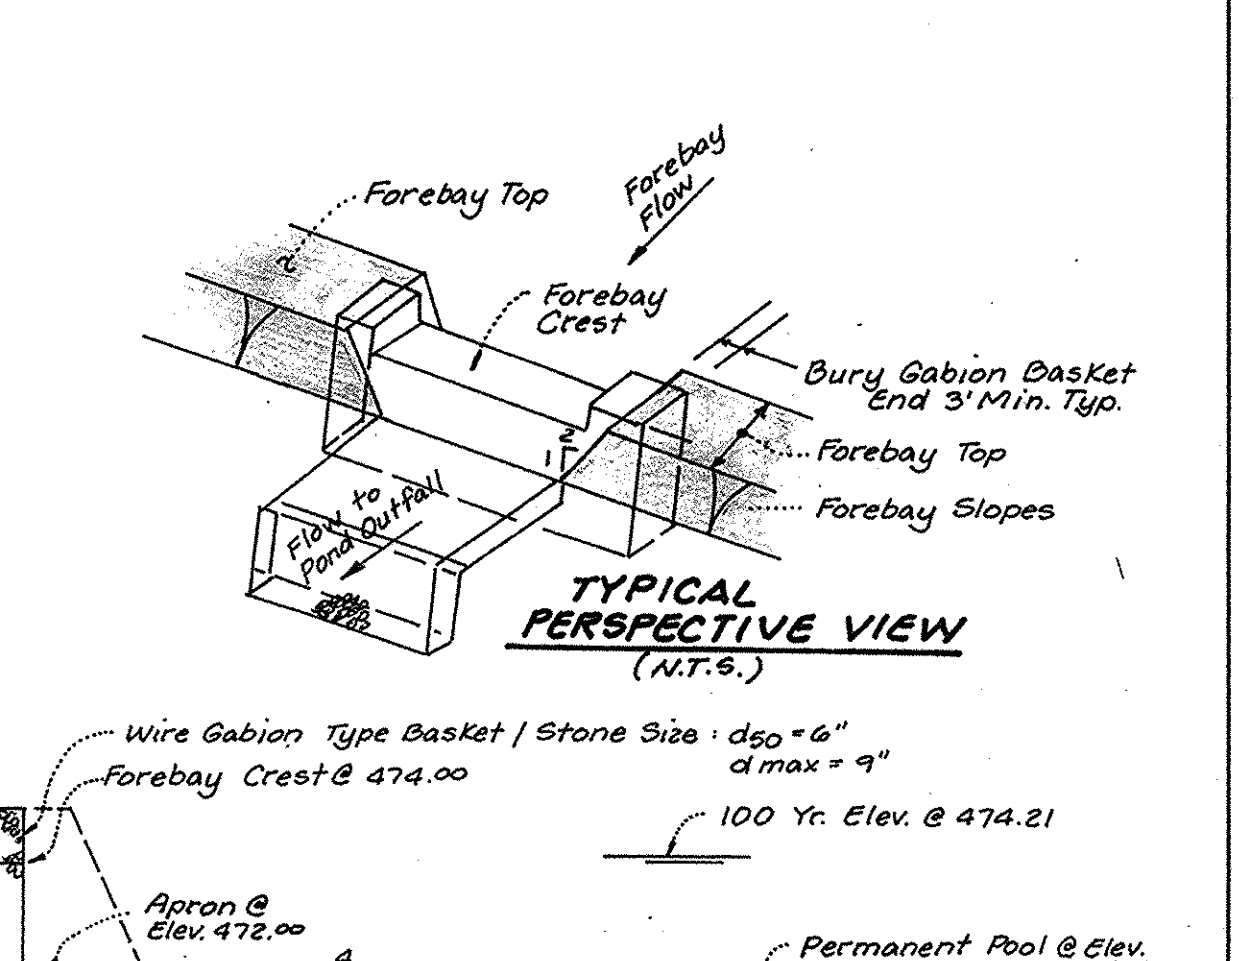 Forebay
Flow
Forebay Top
Forebay
Crest
Bury Gabion Basket
End 3' Min. Typ.
Forebay Top
Forebay Slopes
2
1
Flow to
Pond Outfall
TYPICAL
PERSPECTIVE VIEW
(N.T.S.)
Wire Gabion Type Basket / Stone Size : d50 = 6"
d max = 9"
Forebay Crest @ 474.00
100 Yr. Elev. @ 474.21
Apron @
Elev. 472.00
4
Permanent Pool @ Elev.